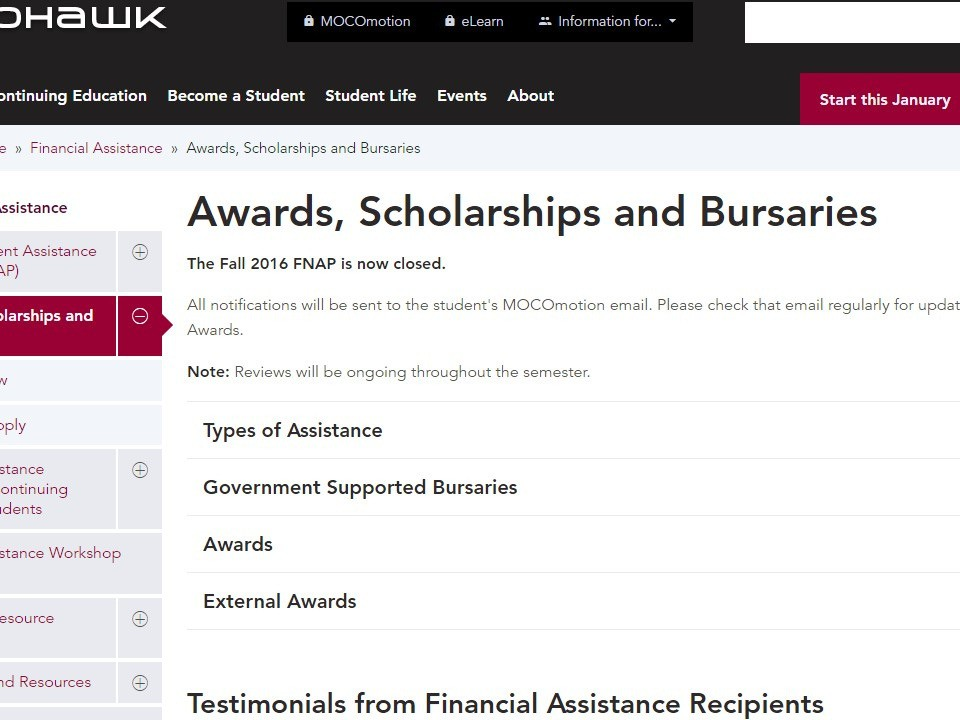 OHAWK
MOCOmotion
eLearn
Information for...
ontinuing Education
Become a Student
Student Life
Events
About
Start this January
e » Financial Assistance » Awards, Scholarships and Bursaries
Assistance
ent Assistance
AP)
olarships and
w
pply
stance
ontinuing
udents
stance Workshop
esource
nd Resources
Awards, Scholarships and Bursaries
The Fall 2016 FNAP is now closed.
All notifications will be sent to the student's MOCOmotion email. Please check that email regularly for updat
Awards.
Note: Reviews will be ongoing throughout the semester.
Types of Assistance
Government Supported Bursaries
Awards
External Awards
Testimonials from Financial Assistance Recipients